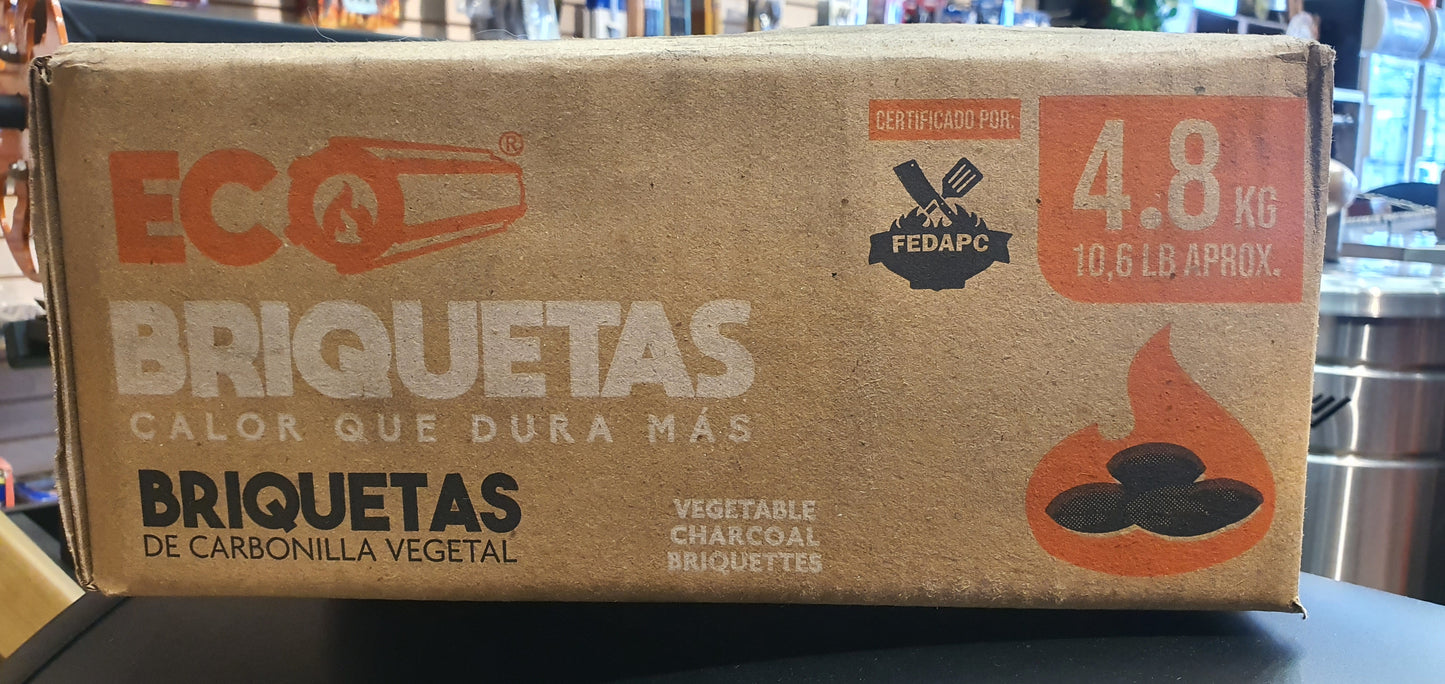 ECO®
BRIQUETAS
CALOR QUE DURA MÁS
BRIQUETAS
DE CARBONILLA VEGETAL
VEGETABLE
CHARCOAL
BRIQUETTES
CERTIFICADO POR:
FEDAPC
4.8 KG
10,6 LB APROX.